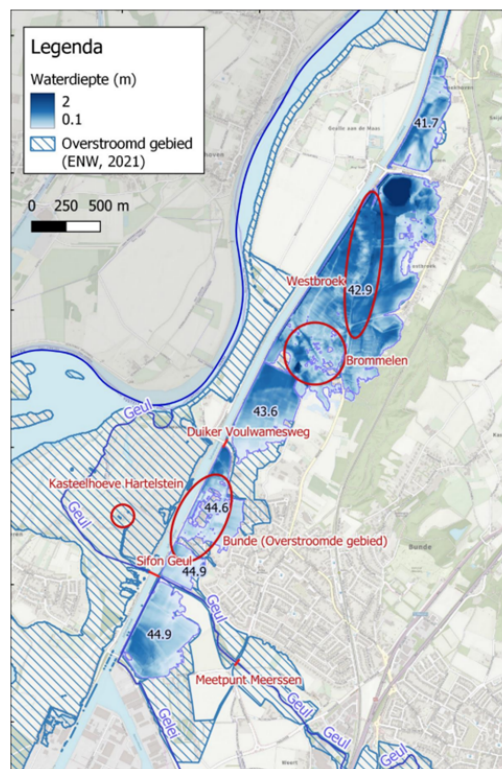 Legenda
Waterdiepte (m)
2
0.1
Overstroomd gebied
(ENW, 2021)
0 250 500 m
41.7
Westbroek
42.9
Brommelen
43.6
Geul
Duiker Voulwamesweg
Kasteelhoeve Hartelstein
44.6
Geul
Bunde (Overstroomde gebied)
Bunde
Sifon Geul
44.9
Geul
44.9
Meetpunt Meerssen
Gelei
Geul